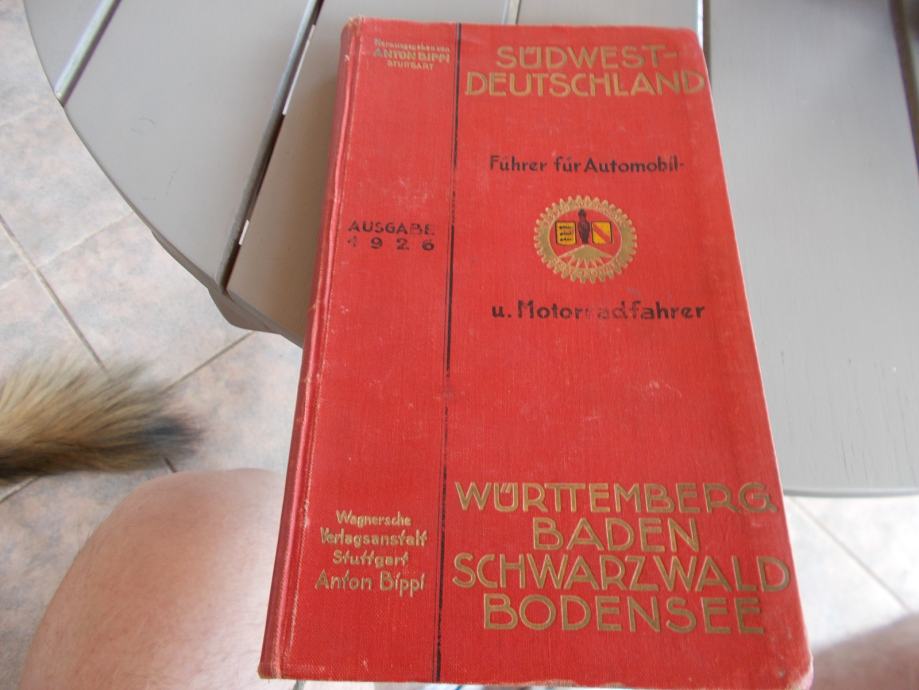 Herausgegeben von
ANTON BIPPI
STUTTGART
SÜDWEST-
DEUTSCHLAND
Führer für Automobil-
AUSGABE
1926
u. Motorradfahrer
WÜRTTEMBERG
BADEN
SCHWARZWALD
BODENSEE
Wagnersche
Verlagsanstalt
Stuttgart
Anton Bippi